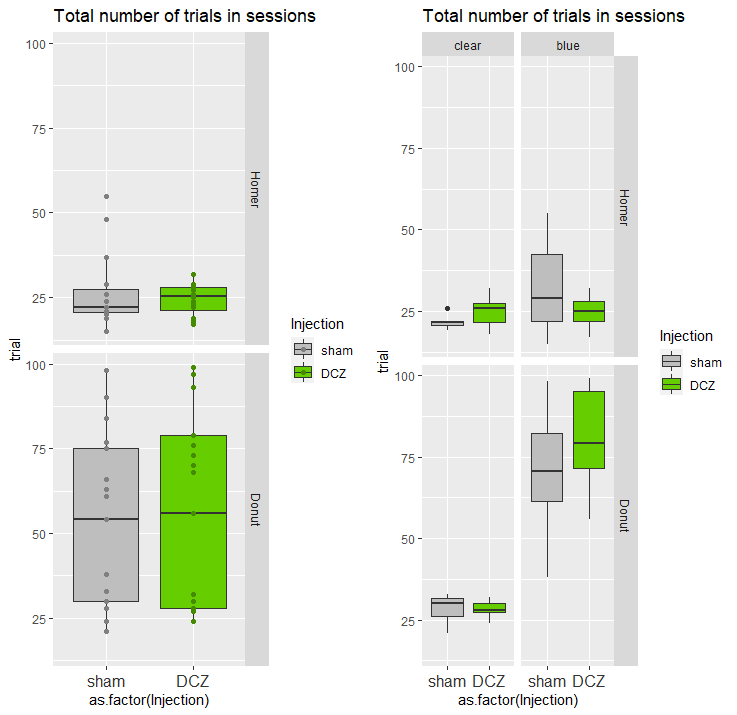 Total number of trials in sessions
100
75
50
25
Homer
100
75
50
25
Donut
trial
sham
DCZ
as.factor(Injection)
Injection
sham
DCZ
Total number of trials in sessions
clear
blue
100
75
50
25
Homer
100
75
50
25
Donut
trial
sham DCZ
sham DCZ
as.factor(Injection)
Injection
sham
DCZ